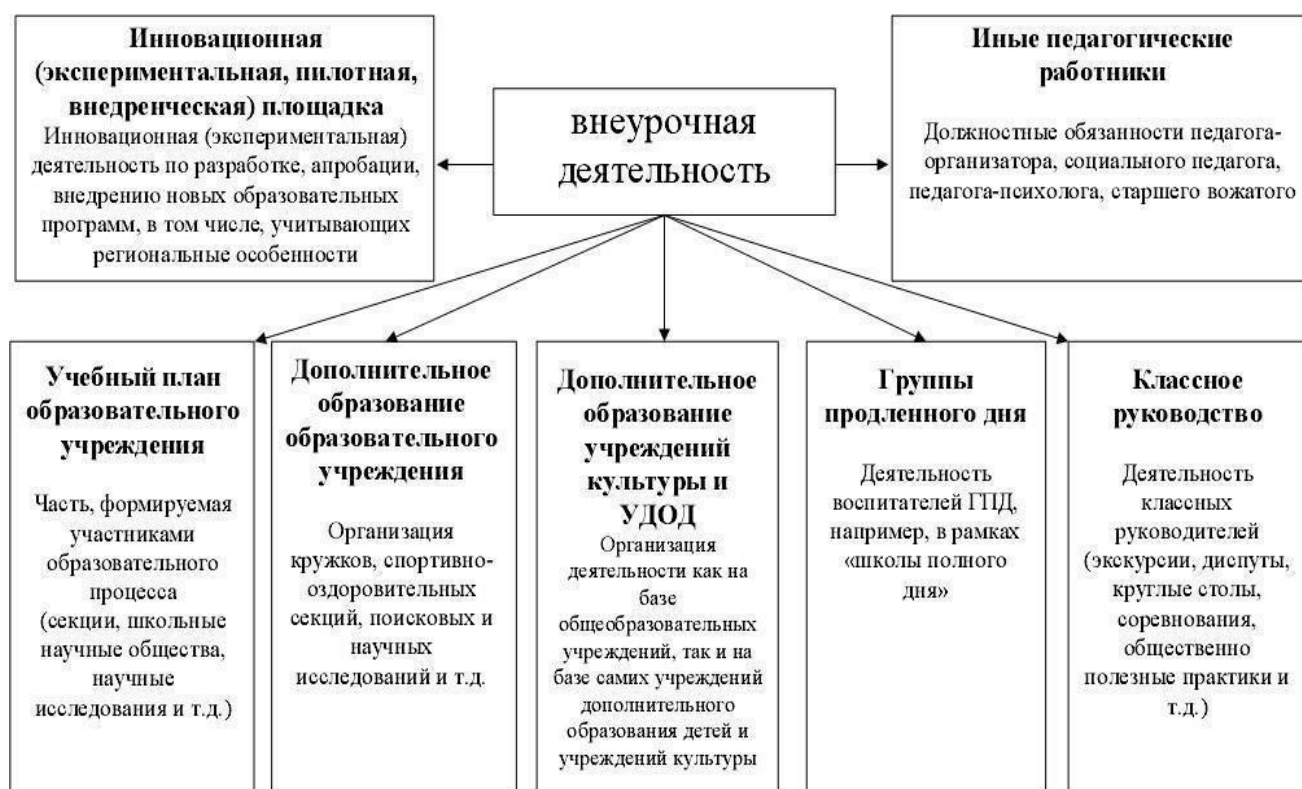 Инновационная
(экспериментальная, пилотная,
внедренческая) площадка
Инновационная (экспериментальная)
деятельность по разработке, апробации,
внедрению новых образовательных
программ, в том числе, учитывающих
региональные особенности
внеурочная
деятельность
Иные педагогические
работники
Должностные обязанности педагога-
организатора, социального педагога,
педагога-психолога, старшего вожатого
Учебный план
образовательного
учреждения
Часть, формируемая
участниками
образовательного
процесса
(секции, школьные
научные общества,
научные
исследования и т.д.)
Дополнительное
образование
образовательного
учреждения
Организация
кружков, спортивно-
оздоровительных
секций, поисковых и
научных
исследований и т.д.
Дополнительное
образование
учреждений
культуры и
УДОД
Организация
деятельности как на
базе
общеобразовательных
учреждений, так и на
базе самих учреждений
дополнительного
образования детей и
учреждений культуры
Группы
продленного дня
Деятельность
воспитателей ГПД,
например, в рамках
«школы полного
дня»
Классное
руководство
Деятельность
классных
руководителей
(экскурсии, диспуты,
круглые столы,
соревнования,
общественно
полезные практики и
т.д.)